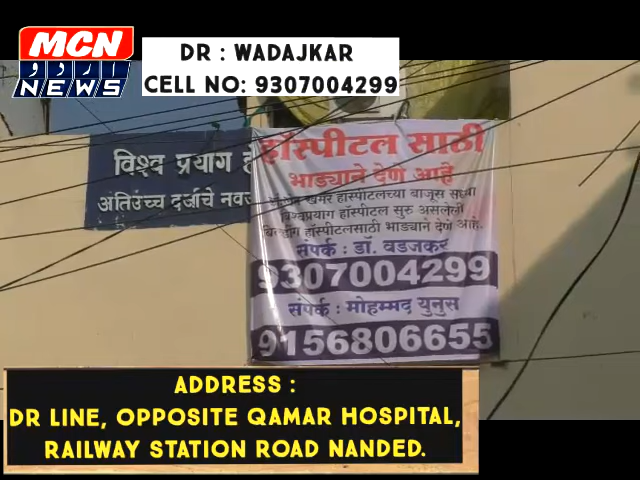 MCN
اردو
NEWS
DR : WADAJKAR
CELL NO: 9307004299
विश्व प्रयाग
अतिउच्च दर्जाचे
हॉस्पीटल साठी
भाड्याने देणे आहे
हॉस्पीटलच्या बाजूस सध्या
विश्वप्रयाग हॉस्पीटल सुरु असलेली
बिल्डींग हॉस्पीटलसाठी भाड्याने देणे आहे.
संपर्क : डॉ. वडजकर
9307004299
संपर्क : मोहम्मद युनुस
9156806655
ADDRESS :
DR LINE, OPPOSITE QAMAR HOSPITAL,
RAILWAY STATION ROAD NANDED.